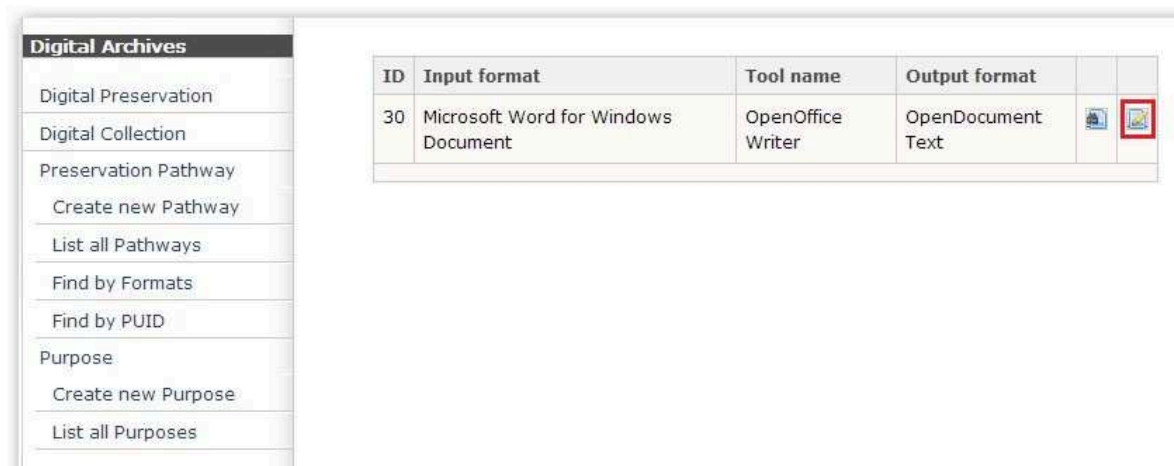 Digital Archives
Digital Preservation
Digital Collection
Preservation Pathway
Create new Pathway
List all Pathways
Find by Formats
Find by PUID
Purpose
Create new Purpose
List all Purposes
ID Input format Tool name Output format
30 Microsoft Word for Windows OpenOffice OpenDocument
Document Writer Text